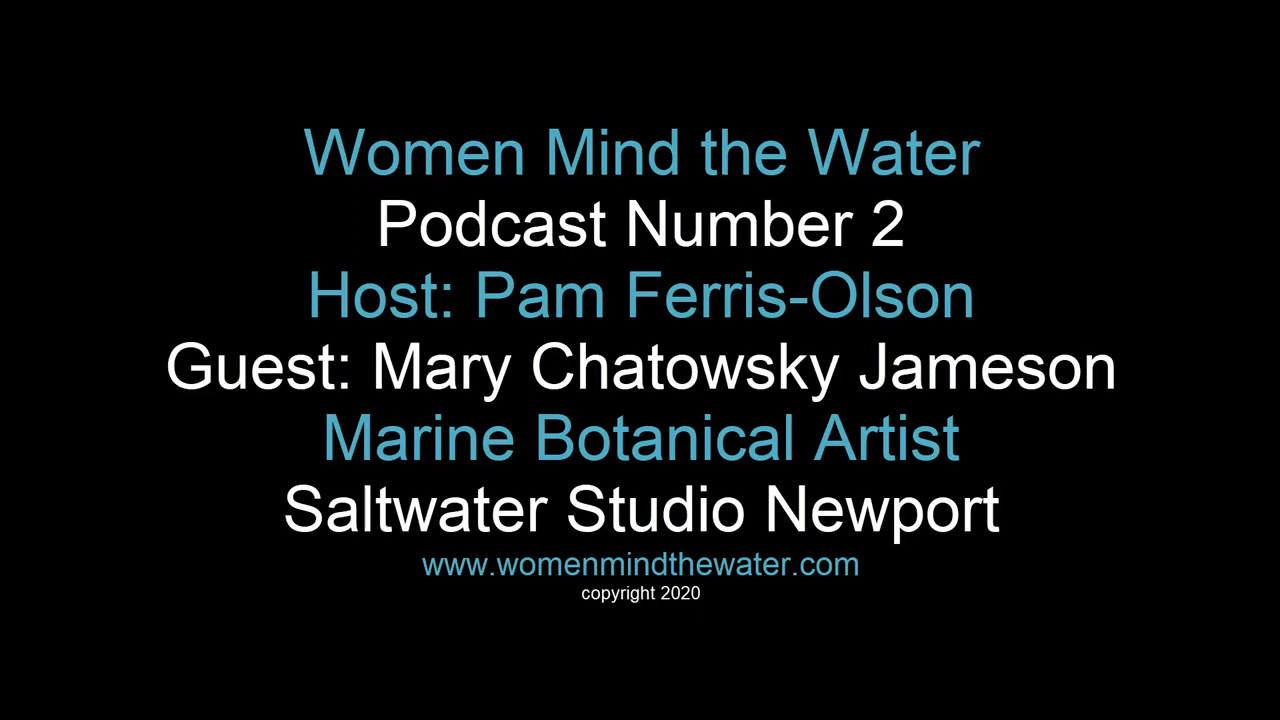 Women Mind the Water
Podcast Number 2
Host: Pam Ferris-Olson
Guest: Mary Chatowsky Jameson
Marine Botanical Artist
Saltwater Studio Newport
www.womenmindthewater.com
copyright 2020